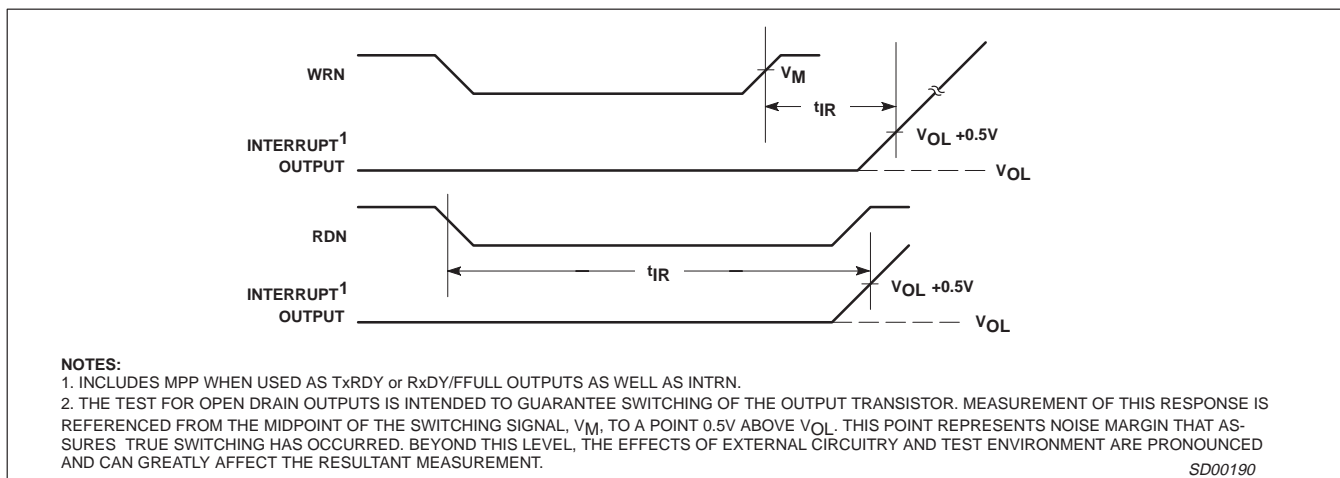 WRN
VM
tIR
INTERRUPT1
OUTPUT
VOL +0.5V
VOL
RDN
tIR
INTERRUPT1
OUTPUT
VOL +0.5V
VOL
NOTES:
1. INCLUDES MPP WHEN USED AS TxRDY or RxDY/FFULL OUTPUTS AS WELL AS INTRN.
2. THE TEST FOR OPEN DRAIN OUTPUTS IS INTENDED TO GUARANTEE SWITCHING OF THE OUTPUT TRANSISTOR. MEASUREMENT OF THIS RESPONSE IS
REFERENCED FROM THE MIDPOINT OF THE SWITCHING SIGNAL, VM, TO A POINT 0.5V ABOVE VOL. THIS POINT REPRESENTS NOISE MARGIN THAT AS-
SURES TRUE SWITCHING HAS OCCURRED. BEYOND THIS LEVEL, THE EFFECTS OF EXTERNAL CIRCUITRY AND TEST ENVIRONMENT ARE PRONOUNCED
AND CAN GREATLY AFFECT THE RESULTANT MEASUREMENT.
SD00190